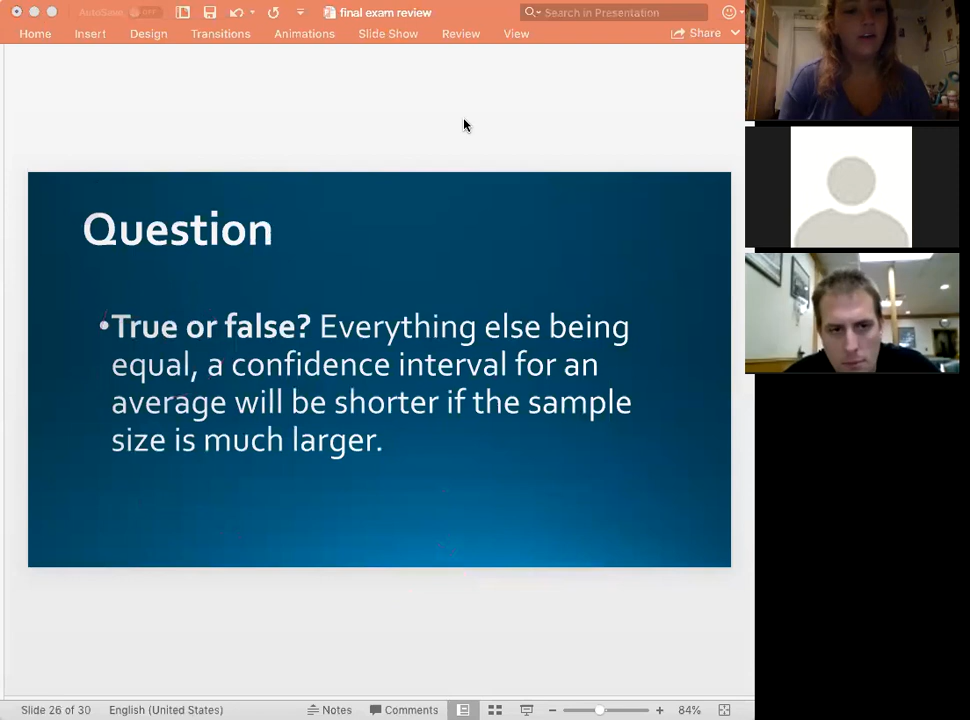 AutoSave OFF
final exam review
Search in Presentation
Home Insert Design Transitions Animations Slide Show Review View Share
Question
•True or false? Everything else being
equal, a confidence interval for an
average will be shorter if the sample
size is much larger.
Slide 26 of 30 English (United States) Notes Comments 84%